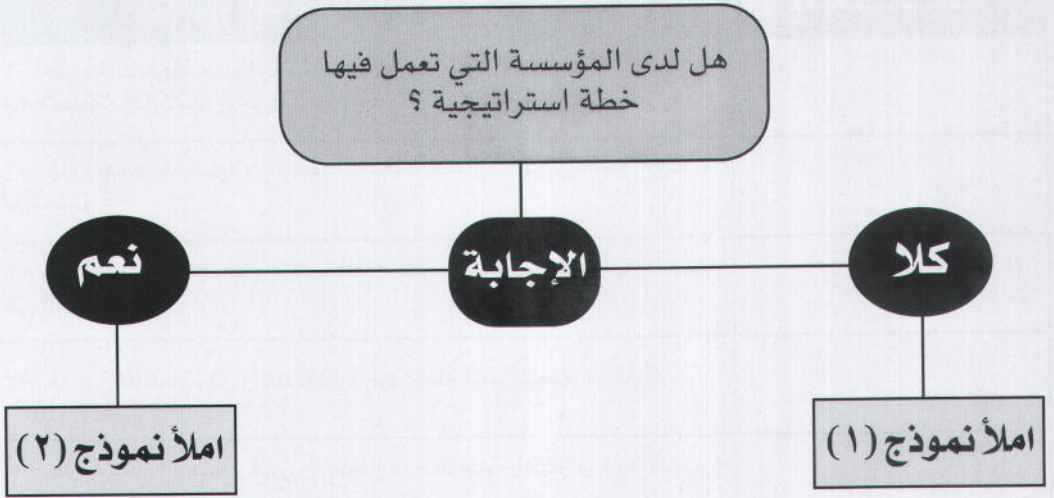 هل لدى المؤسسة التي تعمل فيها
خطة استراتيجية ؟
كلا
الإجابة
نعم
املأ نموذج (١)
املأ نموذج (٢)